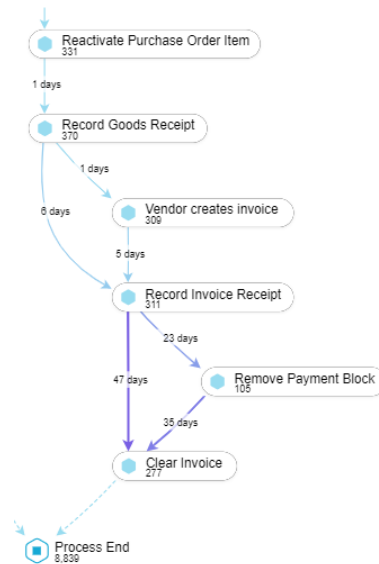 Reactivate Purchase Order Item
331
1 days
Record Goods Receipt
370
1 days
6 days
Vendor creates invoice
309
5 days
Record Invoice Receipt
311
23 days
47 days
Remove Payment Block
105
35 days
Clear Invoice
277
Process End
8,839